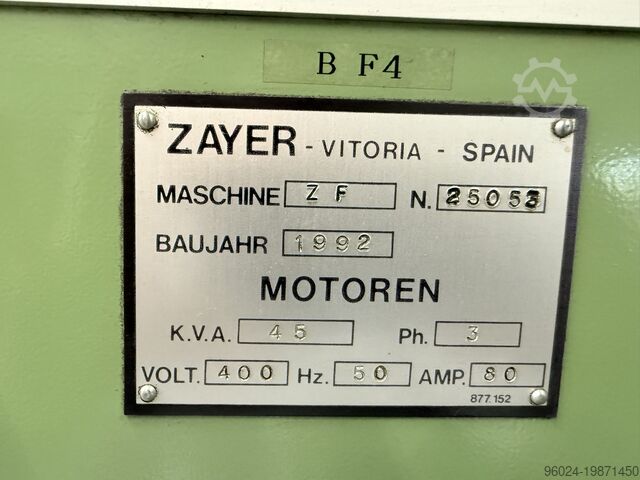 B F4
ZAYER - VITORIA - SPAIN
MASCHINE Z F N. 25053
BAUJAHR 1992
MOTOREN
K.V.A. 45 Ph. 3
VOLT. 400 Hz. 50 AMP. 80
877.152
96024-19871450